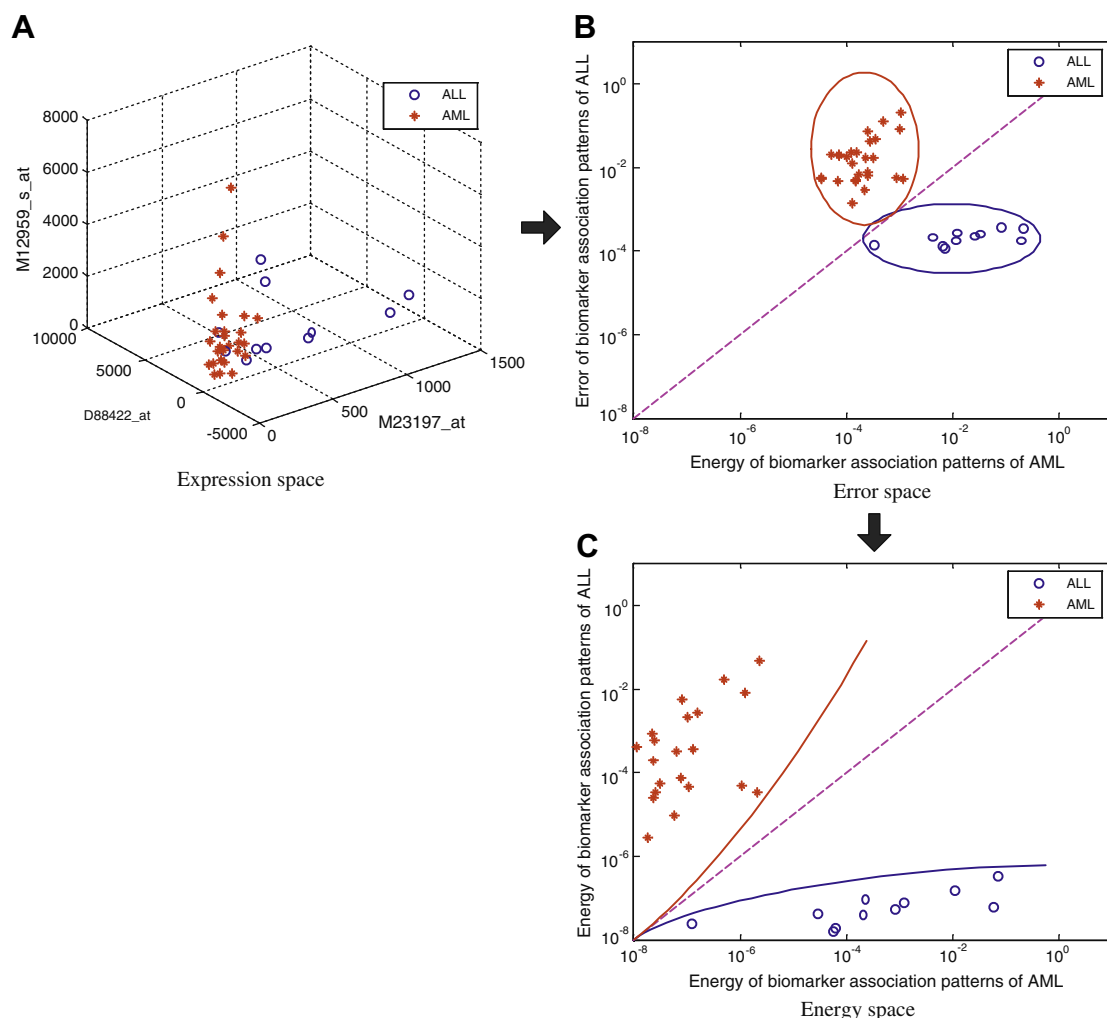 A
M12959_s_at
8000
6000
4000
2000
0
10000
5000
0
-5000
D88422_at
0
500
1000
1500
M23197_at
ALL
AML
Expression space
B
Error of biomarker association patterns of ALL
10^0
10^-2
10^-4
10^-6
10^-8
10^-8
10^-6
10^-4
10^-2
10^0
Energy of biomarker association patterns of AML
ALL
AML
Error space
C
Energy of biomarker association patterns of ALL
10^0
10^-2
10^-4
10^-6
10^-8
10^-8
10^-6
10^-4
10^-2
10^0
Energy of biomarker association patterns of AML
ALL
AML
Energy space